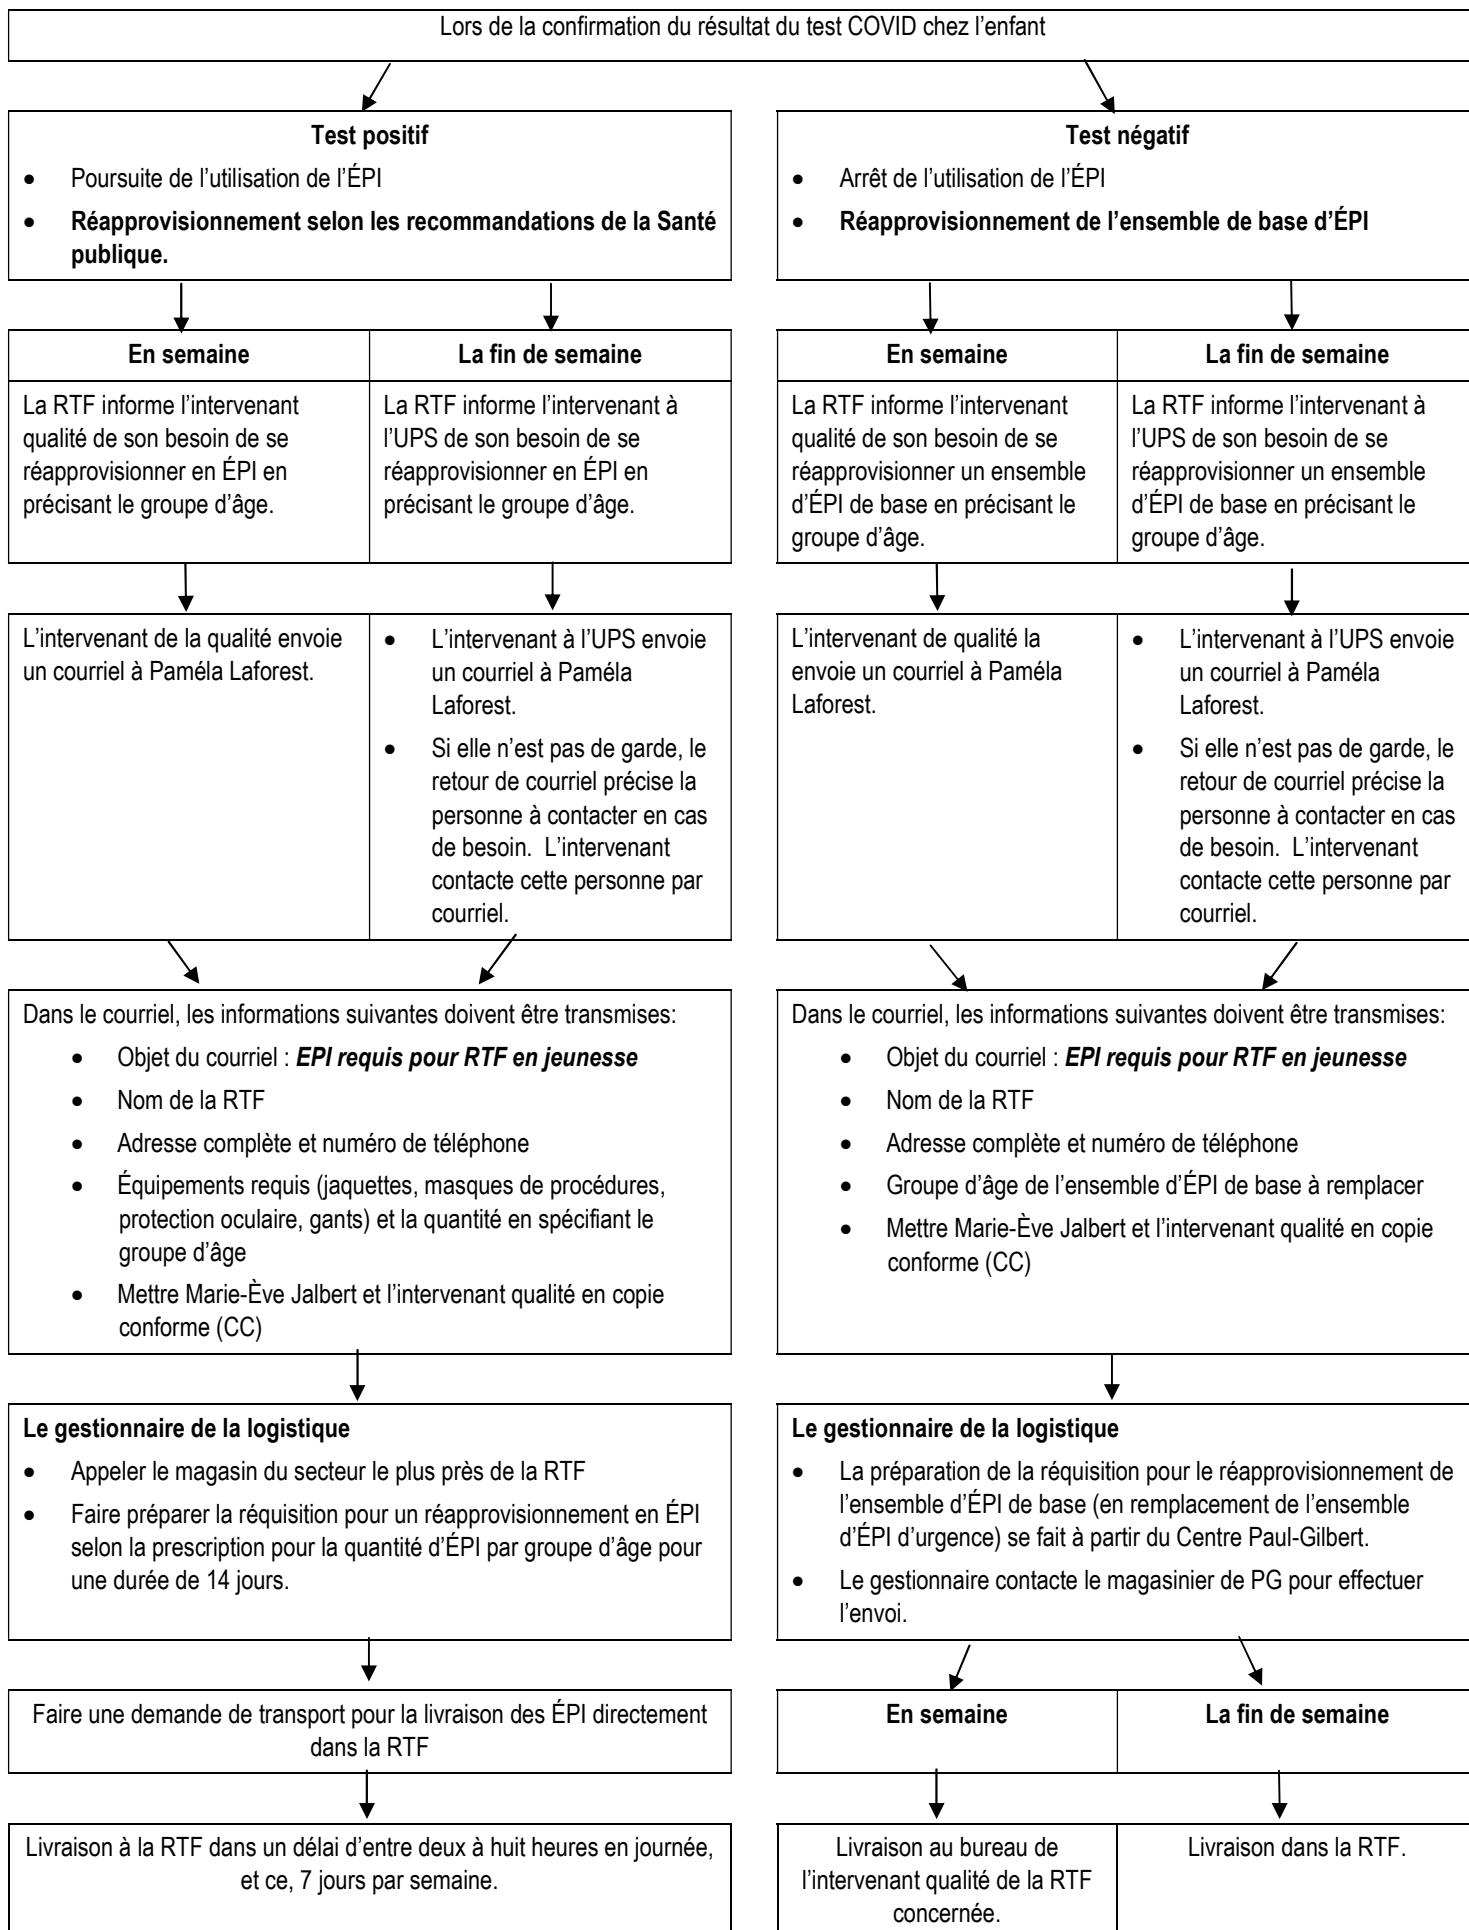 Lors de la confirmation du résultat du test COVID chez l'enfant
Test positif
• Poursuite de l'utilisation de l'ÉPI
• Réapprovisionnement selon les recommandations de la Santé
publique.
Test négatif
• Arrêt de l'utilisation de l'ÉPI
• Réapprovisionnement de l'ensemble de base d'ÉPI
En semaine
La RTF informe l'intervenant
qualité de son besoin de se
réapprovisionner en ÉPI en
précisant le groupe d'âge.
La fin de semaine
La RTF informe l'intervenant à
l'UPS de son besoin de se
réapprovisionner en ÉPI en
précisant le groupe d'âge.
En semaine
La RTF informe l'intervenant
qualité de son besoin de se
réapprovisionner un ensemble
d'ÉPI de base en précisant le
groupe d'âge.
La fin de semaine
La RTF informe l'intervenant à
l'UPS de son besoin de se
réapprovisionner un ensemble
d'ÉPI de base en précisant le
groupe d'âge.
L'intervenant de la qualité envoie
un courriel à Paméla Laforest.
• L'intervenant à l'UPS envoie
un courriel à Paméla
Laforest.
• Si elle n'est pas de garde, le
retour de courriel précise la
personne à contacter en cas
de besoin. L'intervenant
contacte cette personne par
courriel.
L'intervenant de qualité la
envoie un courriel à Paméla
Laforest.
• L'intervenant à l'UPS envoie
un courriel à Paméla
Laforest.
• Si elle n'est pas de garde, le
retour de courriel précise la
personne à contacter en cas
de besoin. L'intervenant
contacte cette personne par
courriel.
Dans le courriel, les informations suivantes doivent être transmises:
• Objet du courriel : EPI requis pour RTF en jeunesse
• Nom de la RTF
• Adresse complète et numéro de téléphone
• Équipements requis (jaquettes, masques de procédures,
protection oculaire, gants) et la quantité en spécifiant le
groupe d'âge
• Mettre Marie-Ève Jalbert et l'intervenant qualité en copie
conforme (CC)
Dans le courriel, les informations suivantes doivent être transmises:
• Objet du courriel : EPI requis pour RTF en jeunesse
• Nom de la RTF
• Adresse complète et numéro de téléphone
• Groupe d'âge de l'ensemble d'ÉPI de base à remplacer
• Mettre Marie-Ève Jalbert et l'intervenant qualité en copie
conforme (CC)
Le gestionnaire de la logistique
• Appeler le magasin du secteur le plus près de la RTF
• Faire préparer la réquisition pour un réapprovisionnement en ÉPI
selon la prescription pour la quantité d'ÉPI par groupe d'âge pour
une durée de 14 jours.
Le gestionnaire de la logistique
• La préparation de la réquisition pour le réapprovisionnement de
l'ensemble d'ÉPI de base (en remplacement de l'ensemble
d'ÉPI d'urgence) se fait à partir du Centre Paul-Gilbert.
• Le gestionnaire contacte le magasinier de PG pour effectuer
l'envoi.
Faire une demande de transport pour la livraison des ÉPI directement
dans la RTF
En semaine
La fin de semaine
Livraison à la RTF dans un délai d'entre deux à huit heures en journée,
et ce, 7 jours par semaine.
Livraison au bureau de
l'intervenant qualité de la RTF
concernée.
Livraison dans la RTF.